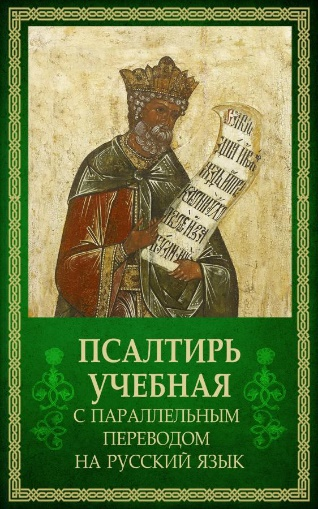 ПСАЛТИРЬ
УЧЕБНАЯ
С ПАРАЛЛЕЛЬНЫМ
ПЕРЕВОДОМ
НА РУССКИЙ ЯЗЫК